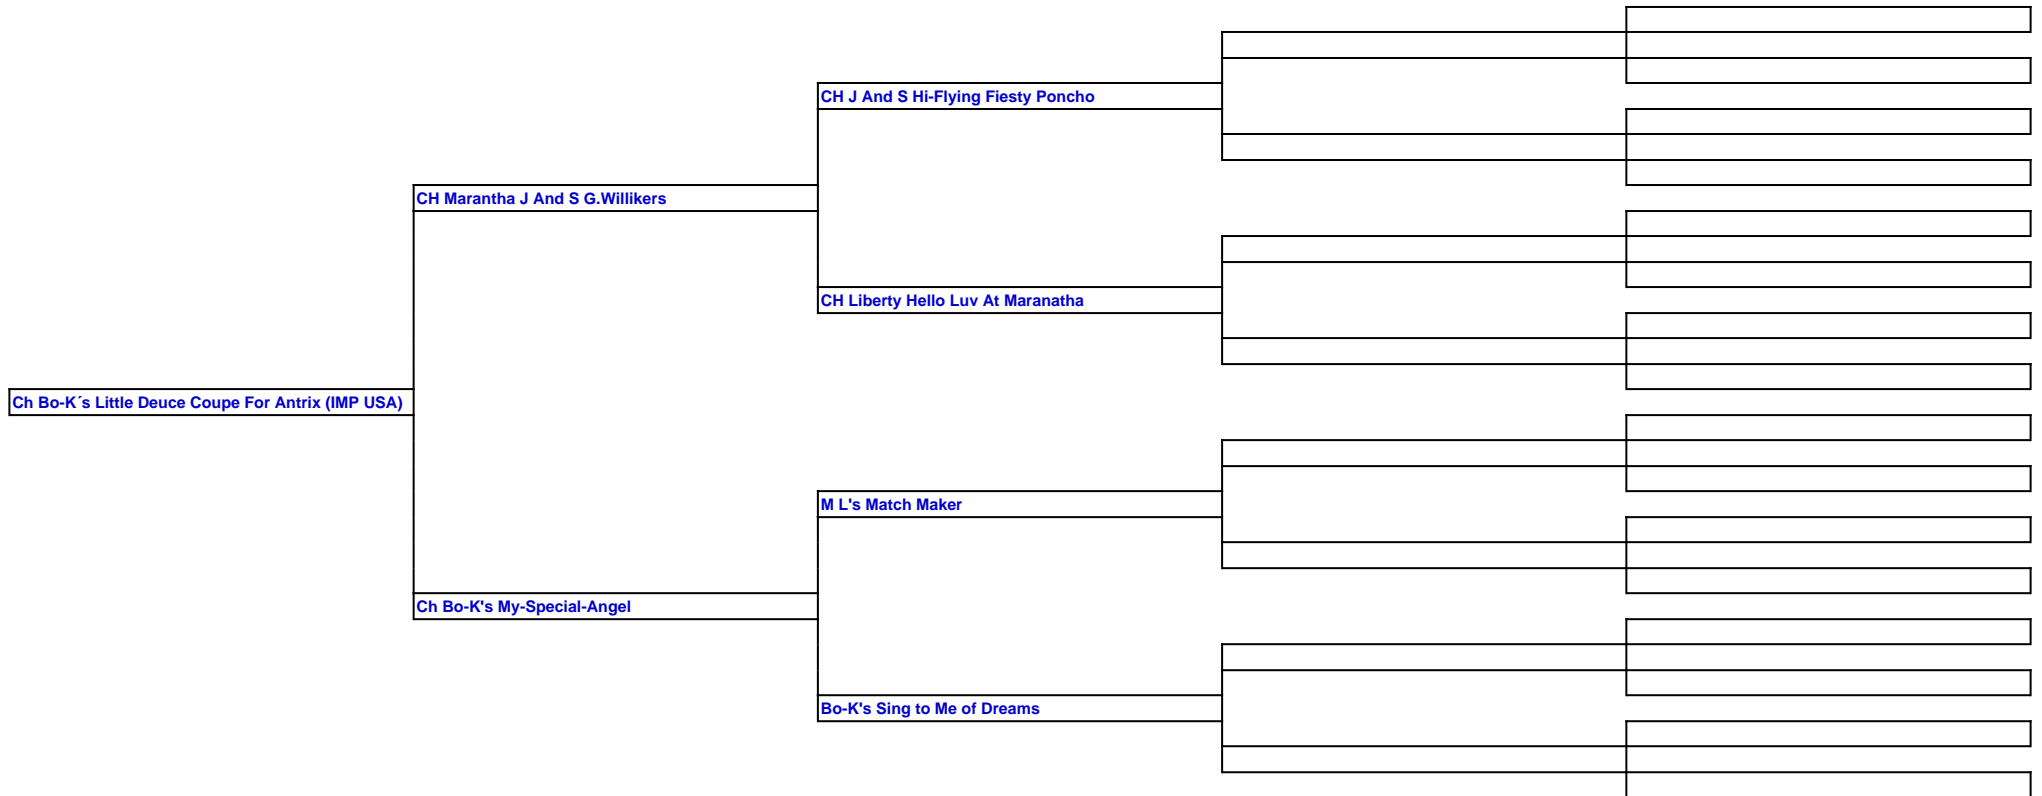 CH J And S Hi-Flying Fiesty Poncho
CH Marantha J And S G.Willikers
CH Liberty Hello Luv At Maranatha
Ch Bo-K´s Little Deuce Coupe For Antrix (IMP USA)
M L's Match Maker
Ch Bo-K's My-Special-Angel
Bo-K's Sing to Me of Dreams